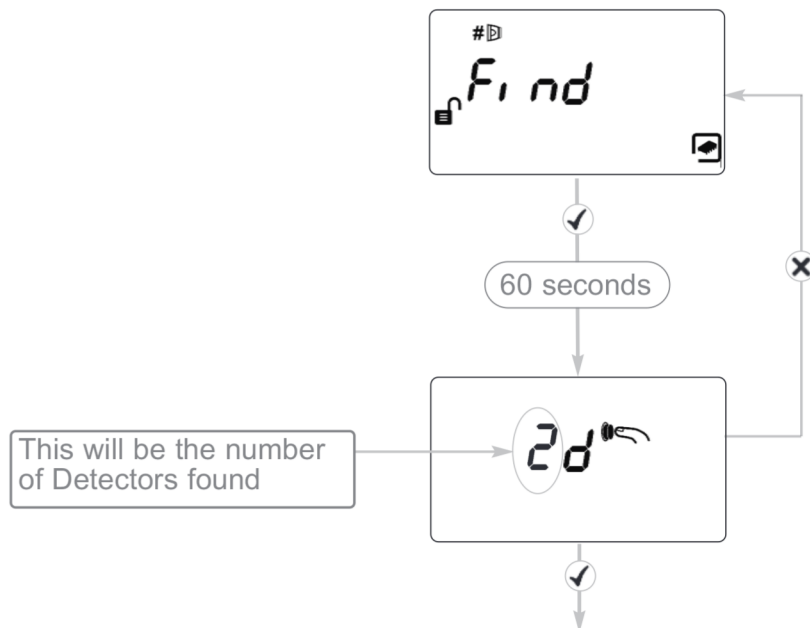 #
Find
60 seconds
2d
This will be the number
of Detectors found